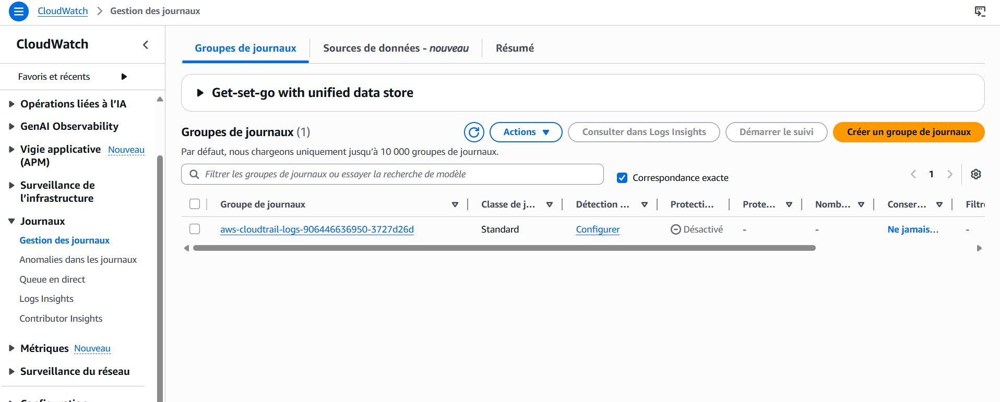 CloudWatch > Gestion des journaux
CloudWatch
Favoris et récents
Opérations liées à l'IA
GenAI Observability
Vigie applicative (APM) Nouveau
Surveillance de l'infrastructure
Journaux
Gestion des journaux
Anomalies dans les journaux
Queue en direct
Logs Insights
Contributor Insights
Métriques Nouveau
Surveillance du réseau
Configuration
Groupes de journaux
Sources de données - nouveau
Résumé
Get-set-go with unified data store
Groupes de journaux (1)
Actions
Consulter dans Logs Insights
Démarrer le suivi
Créer un groupe de journaux
Par défaut, nous chargeons uniquement jusqu'à 10 000 groupes de journaux.
Filtrer les groupes de journaux ou essayer la recherche de modèle
Correspondance exacte
1
Groupe de journaux Classe de j... Détection ... Protecti... Prote... Nomb... Conser... Filtre
aws-cloudtrail-logs-906446636950-3727d26d Standard Configurer Désactivé - - Ne jamais... -